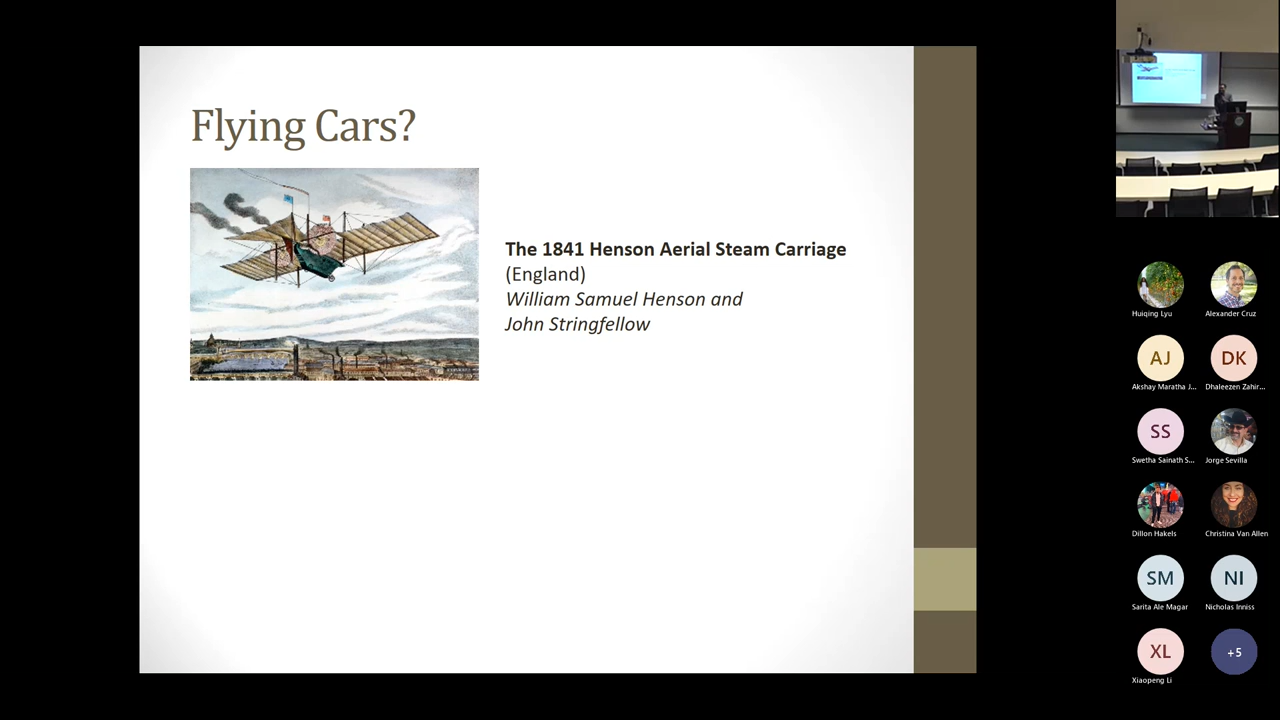 Flying Cars?
The 1841 Henson Aerial Steam Carriage
(England)
William Samuel Henson and
John Stringfellow
Huiqing Lyu
Alexander Cruz
AJ
DK
Akshay Maratha J...
Dhaleezen Zahir...
SS
Swetha Sainath S...
Jorge Sevilla
Dillon Hakels
Christina Van Allen
SM
NI
Sarita Ale Magar
Nicholas Inniss
XL
+5
Xiaopeng Li